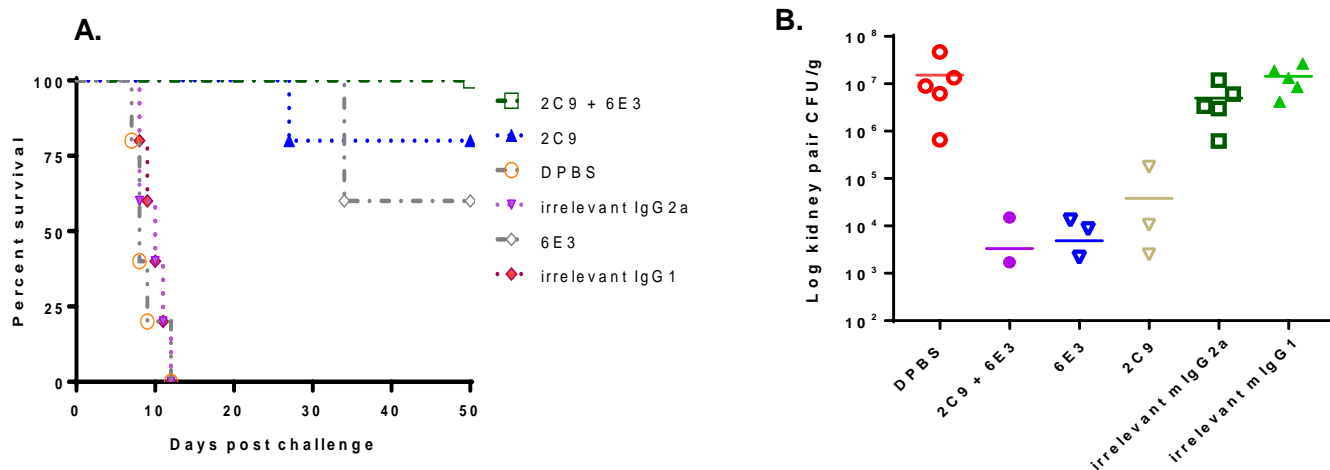 A.
Percent survival
100
75
50
25
0
0 10 20 30 40 50
Days post challenge
2C9 + 6E3
2C9
DPBS
irrelevant IgG2a
6E3
irrelevant IgG1
B.
Log kidney pair CFU/g
10^8
10^7
10^6
10^5
10^4
10^3
10^2
DPBS
2C9 + 6E3
6E3
2C9
irrelevant mIgG2a
irrelevant mIgG1